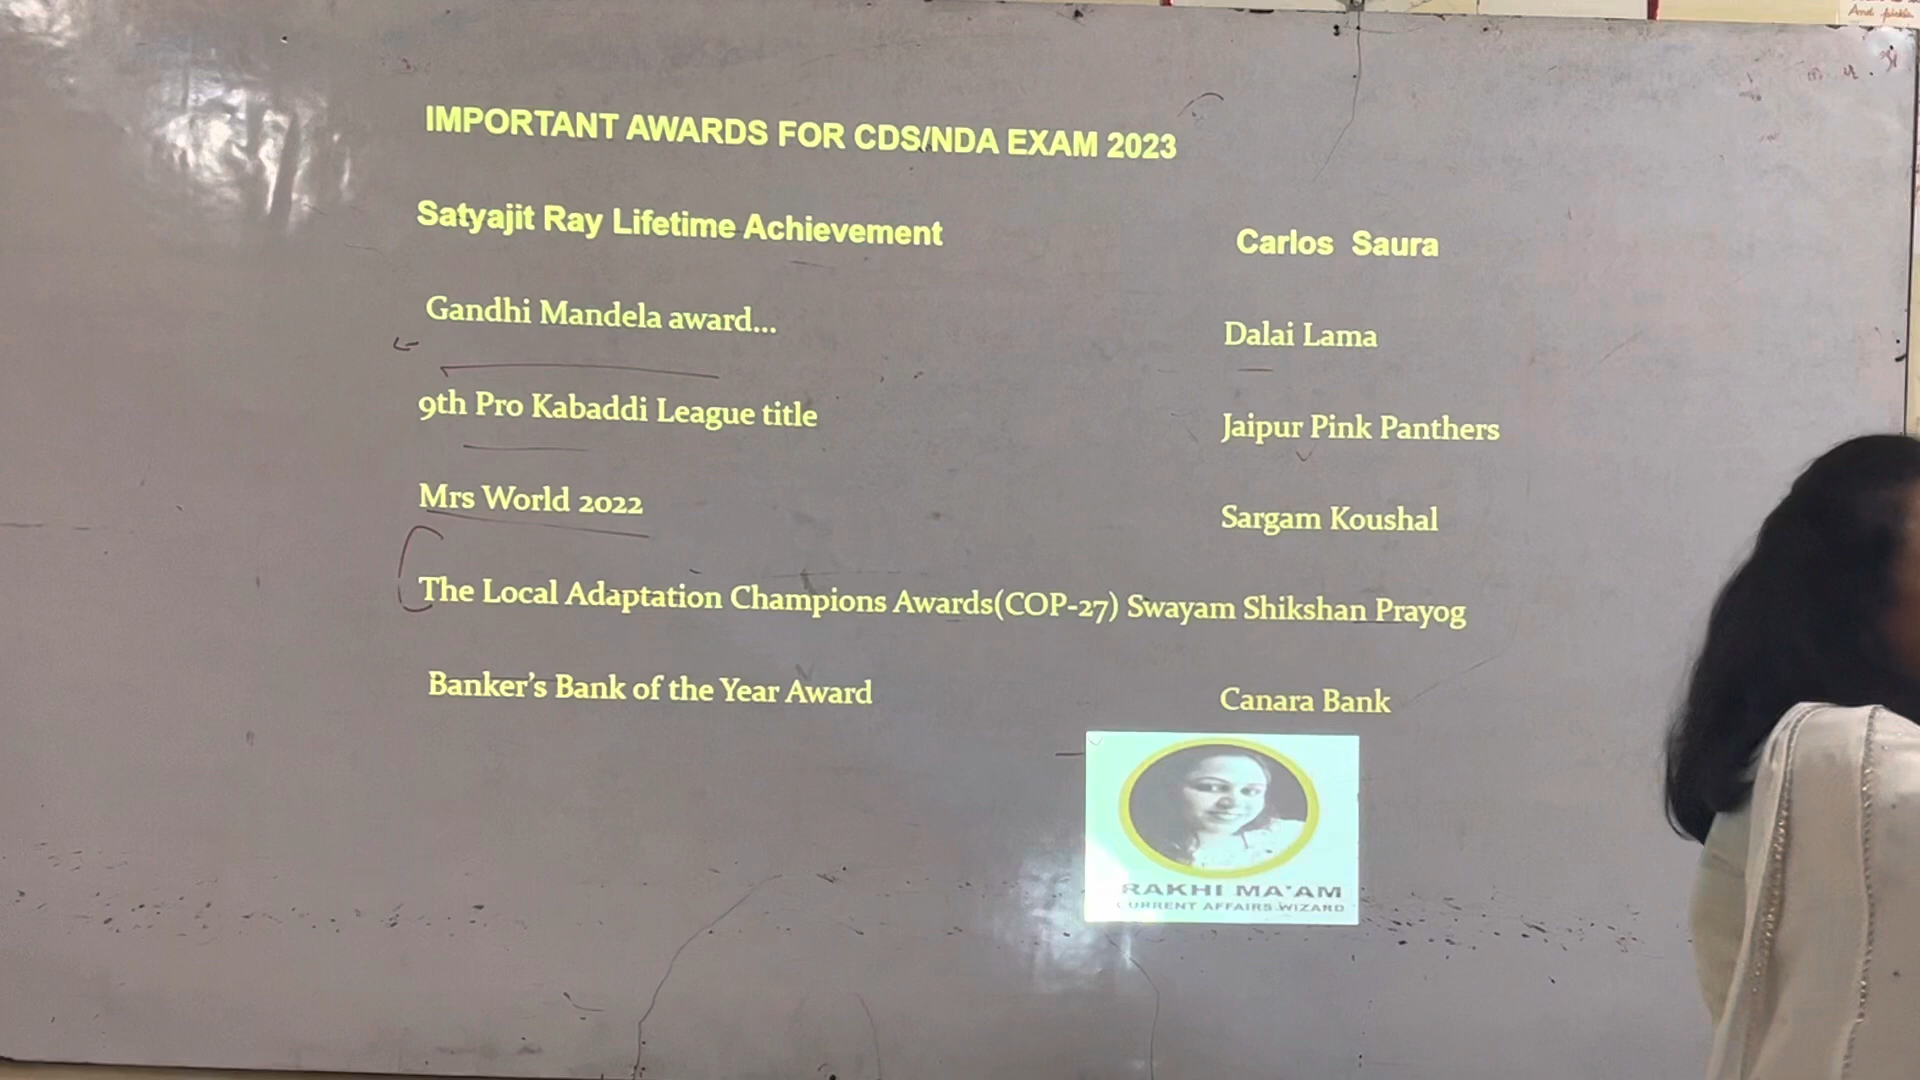 And pinkla
IMPORTANT AWARDS FOR CDS/NDA EXAM 2023
Satyajit Ray Lifetime Achievement Carlos Saura
Gandhi Mandela award... Dalai Lama
9th Pro Kabaddi League title Jaipur Pink Panthers
Mrs World 2022 Sargam Koushal
The Local Adaptation Champions Awards(COP-27) Swayam Shikshan Prayog
Banker's Bank of the Year Award Canara Bank
RAKHI MA'AM
CURRENT AFFAIRS WIZARD